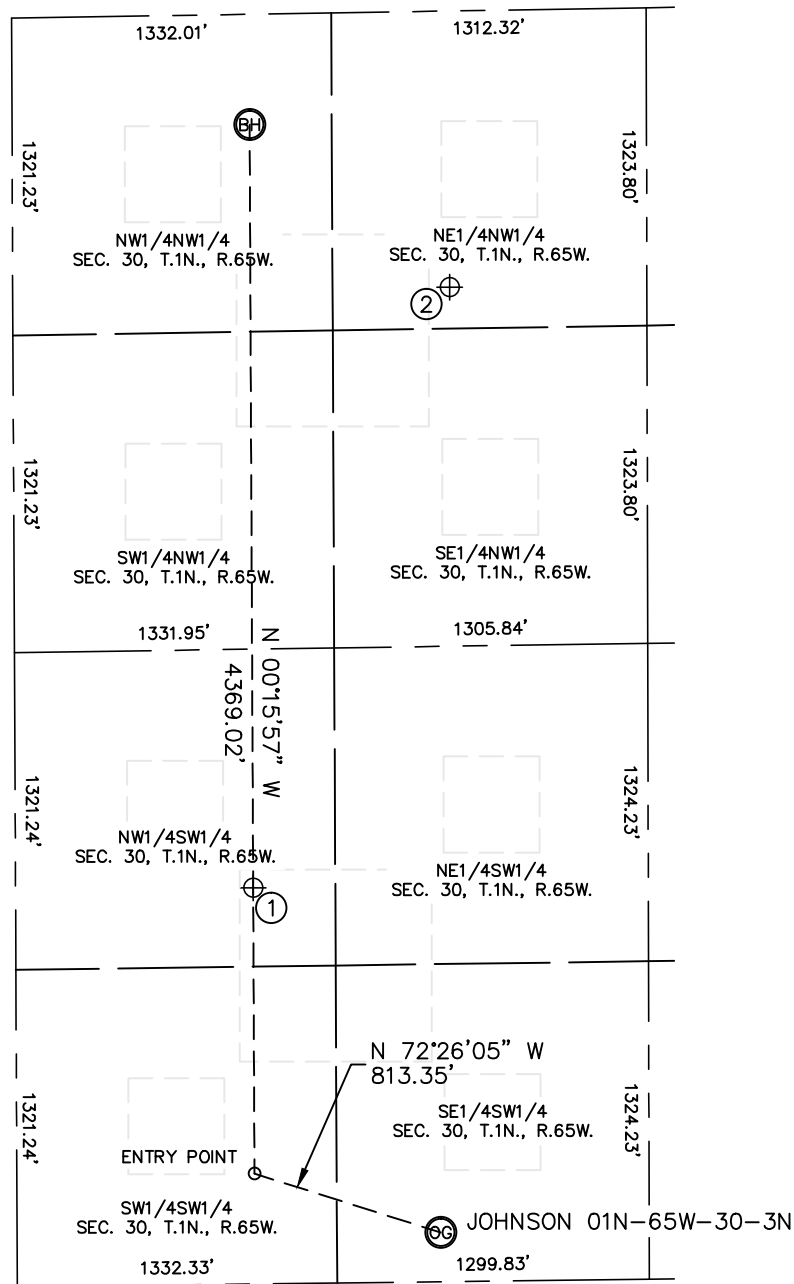 1332.01'
1312.32'
BH
1321.23'
1323.80'
NW1/4NW1/4
SEC. 30, T.1N., R.65W.
NE1/4NW1/4
SEC. 30, T.1N., R.65W.
2
1321.23'
1323.80'
SW1/4NW1/4
SEC. 30, T.1N., R.65W.
SE1/4NW1/4
SEC. 30, T.1N., R.65W.
1331.95'
1305.84'
N 00°15'57" W
4369.02'
1321.24'
1324.23'
NW1/4SW1/4
SEC. 30, T.1N., R.65W.
NE1/4SW1/4
SEC. 30, T.1N., R.65W.
1
N 72°26'05" W
813.35'
1321.24'
1324.23'
SE1/4SW1/4
SEC. 30, T.1N., R.65W.
ENTRY POINT
SW1/4SW1/4
SEC. 30, T.1N., R.65W.
OG
JOHNSON 01N-65W-30-3N
1332.33'
1299.83'